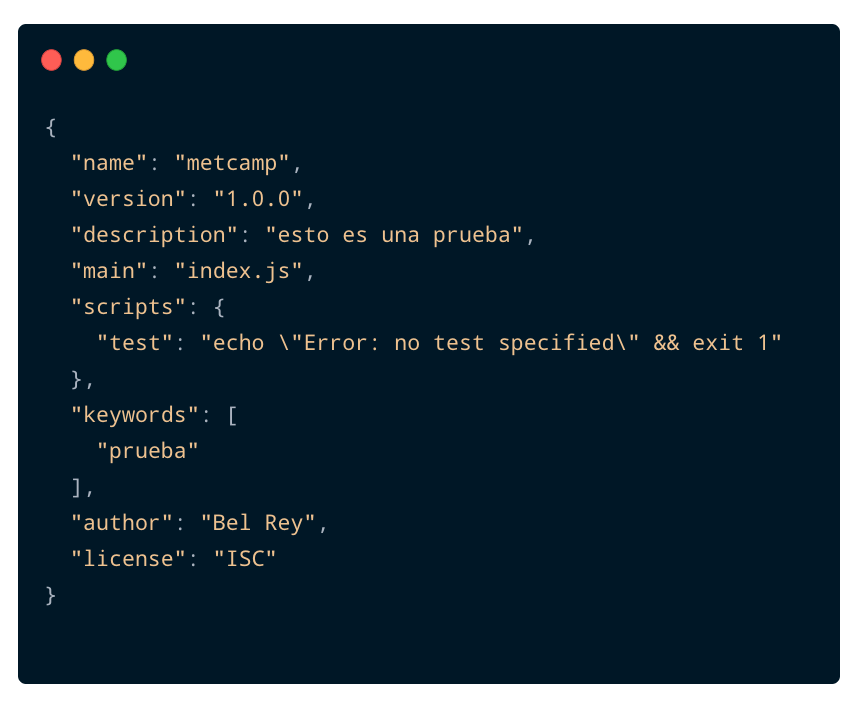 {
  "name": "metcamp",
  "version": "1.0.0",
  "description": "esto es una prueba",
  "main": "index.js",
  "scripts": {
    "test": "echo \"Error: no test specified\" && exit 1"
  },
  "keywords": [
    "prueba"
  ],
  "author": "Bel Rey",
  "license": "ISC"
}